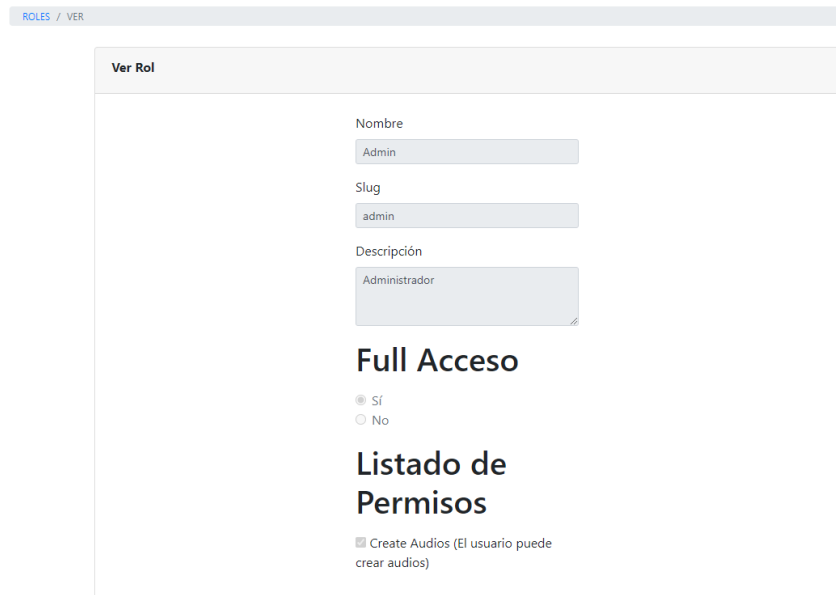 ROLES / VER
Ver Rol
Nombre
Admin
Slug
admin
Descripción
Administrador
Full Acceso
Sí
No
Listado de
Permisos
Create Audios (El usuario puede
crear audios)